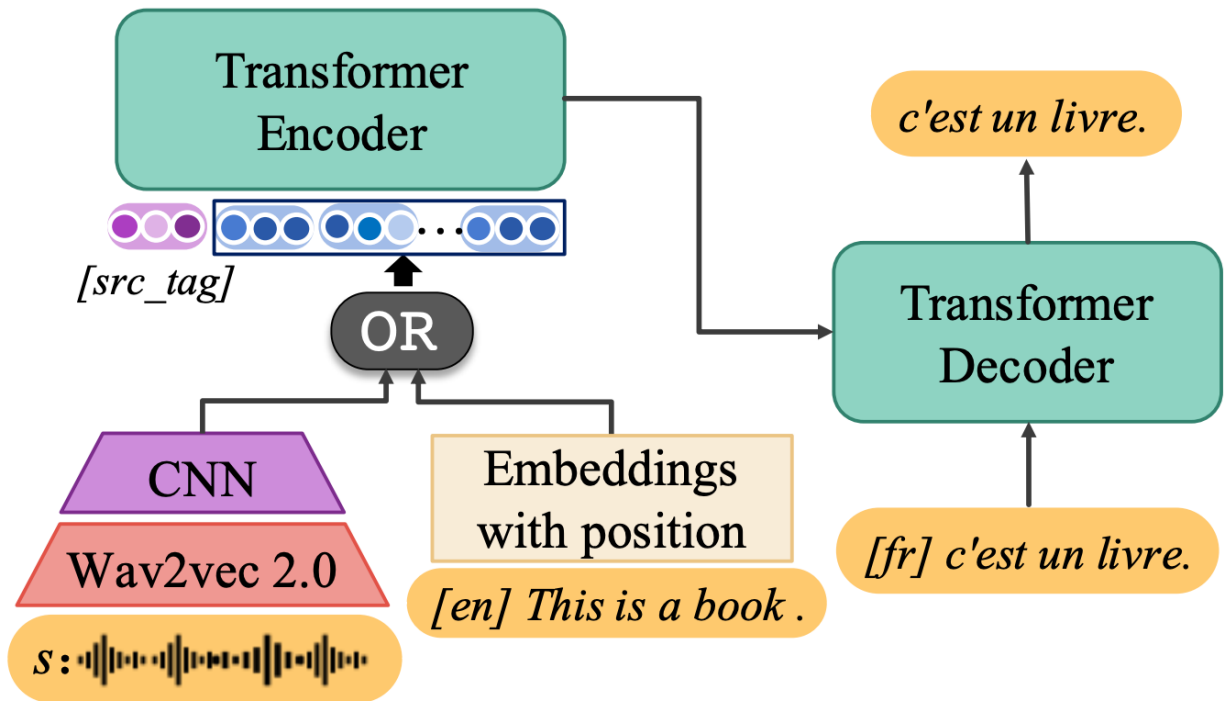 Transformer
Encoder
[src_tag]
OR
CNN
Wav2vec 2.0
s:
Embeddings
with position
[en] This is a book .
c'est un livre.
Transformer
Decoder
[fr] c'est un livre.